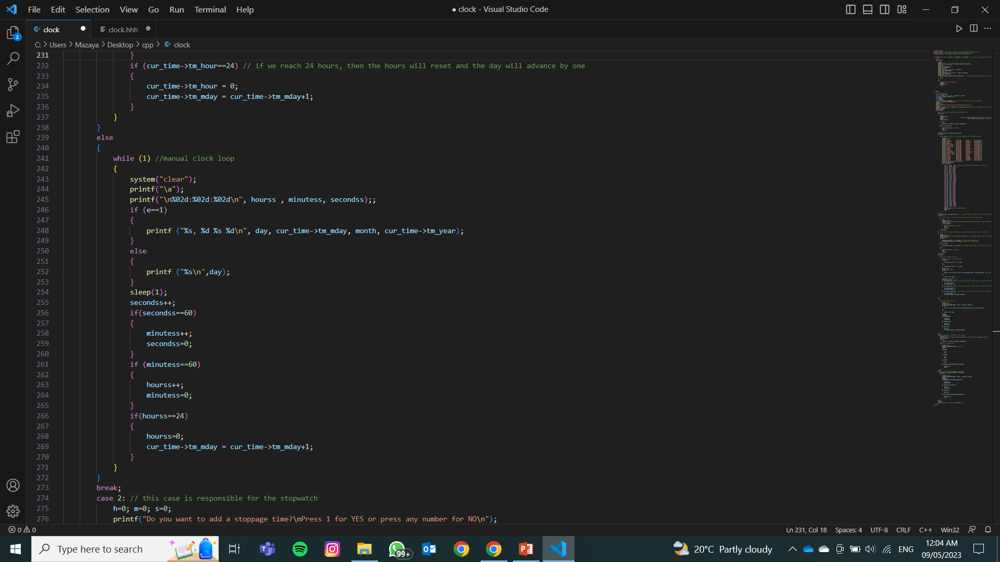 File Edit Selection View Go Run Terminal Help
● clock - Visual Studio Code
clock ● clock.hhh ●
C: > Users > Mazaya > Desktop > cpp > clock
231 }
232 if (cur_time->tm_hour==24) // if we reach 24 hours, then the hours will reset and the day will advance by one
233 {
234 cur_time->tm_hour = 0;
235 cur_time->tm_mday = cur_time->tm_mday+1;
236 }
237 }
238 }
239 else
240 {
241 while (1) //manual clock loop
242 {
243 system("clear");
244 printf("\a");
245 printf("\n%02d:%02d:%02d\n", hourss , minutess, secondss);;
246 if (e==1)
247 {
248 printf ("%s, %d %s %d\n", day, cur_time->tm_mday, month, cur_time->tm_year);
249 }
250 else
251 {
252 printf ("%s\n",day);
253 }
254 sleep(1);
255 secondss++;
256 if(secondss==60)
257 {
258 minutess++;
259 secondss=0;
260 }
261 if (minutess==60)
262 {
263 hourss++;
264 minutess=0;
265 }
266 if(hourss==24)
267 {
268 hourss=0;
269 cur_time->tm_mday = cur_time->tm_mday+1;
270 }
271 }
272 }
273 break;
274 case 2: // this case is responsible for the stopwatch
275 h=0; m=0; s=0;
276 printf("Do you want to add a stoppage time?\nPress 1 for YES or press any number for NO\n");
2
0 0
Ln 231, Col 18 Spaces: 4 UTF-8 CRLF C++ Win32
Type here to search
99+
20°C Partly cloudy
ENG
12:04 AM
09/05/2023